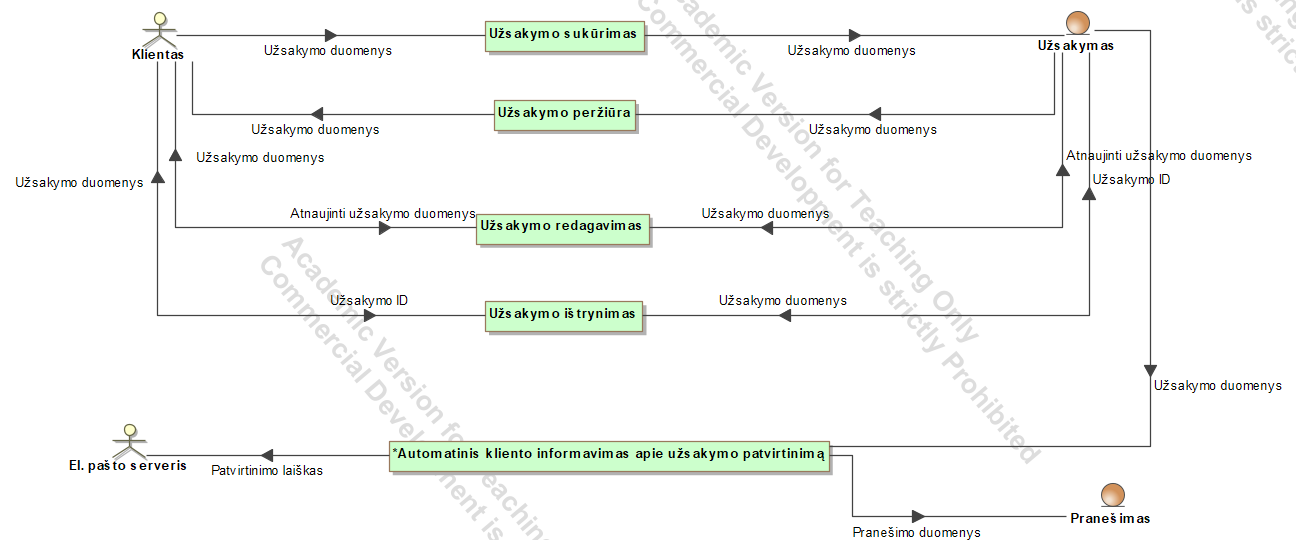 Klientas
Užsakymo duomenys
Užsakymo sukūrimas
Užsakymo duomenys
Užsakymas
Užsakymo duomenys
Užsakymo peržiūra
Užsakymo duomenys
Užsakymo duomenys
Atnaujinti užsakymo duomenys
Užsakymo duomenys
Užsakymo ID
Atnaujinti užsakymo duomenys
Užsakymo redagavimas
Užsakymo duomenys
Užsakymo ID
Užsakymo ištrynimas
Užsakymo duomenys
Užsakymo duomenys
El. pašto serveris
Patvirtinimo laiškas
*Automatinis kliento informavimas apie užsakymo patvirtinimą
Pranešimas
Pranešimo duomenys
Academic Version for Teaching Only
Commercial Development is strictly Prohibited
Academic Version for Teaching
Commercial Development is
is strictly